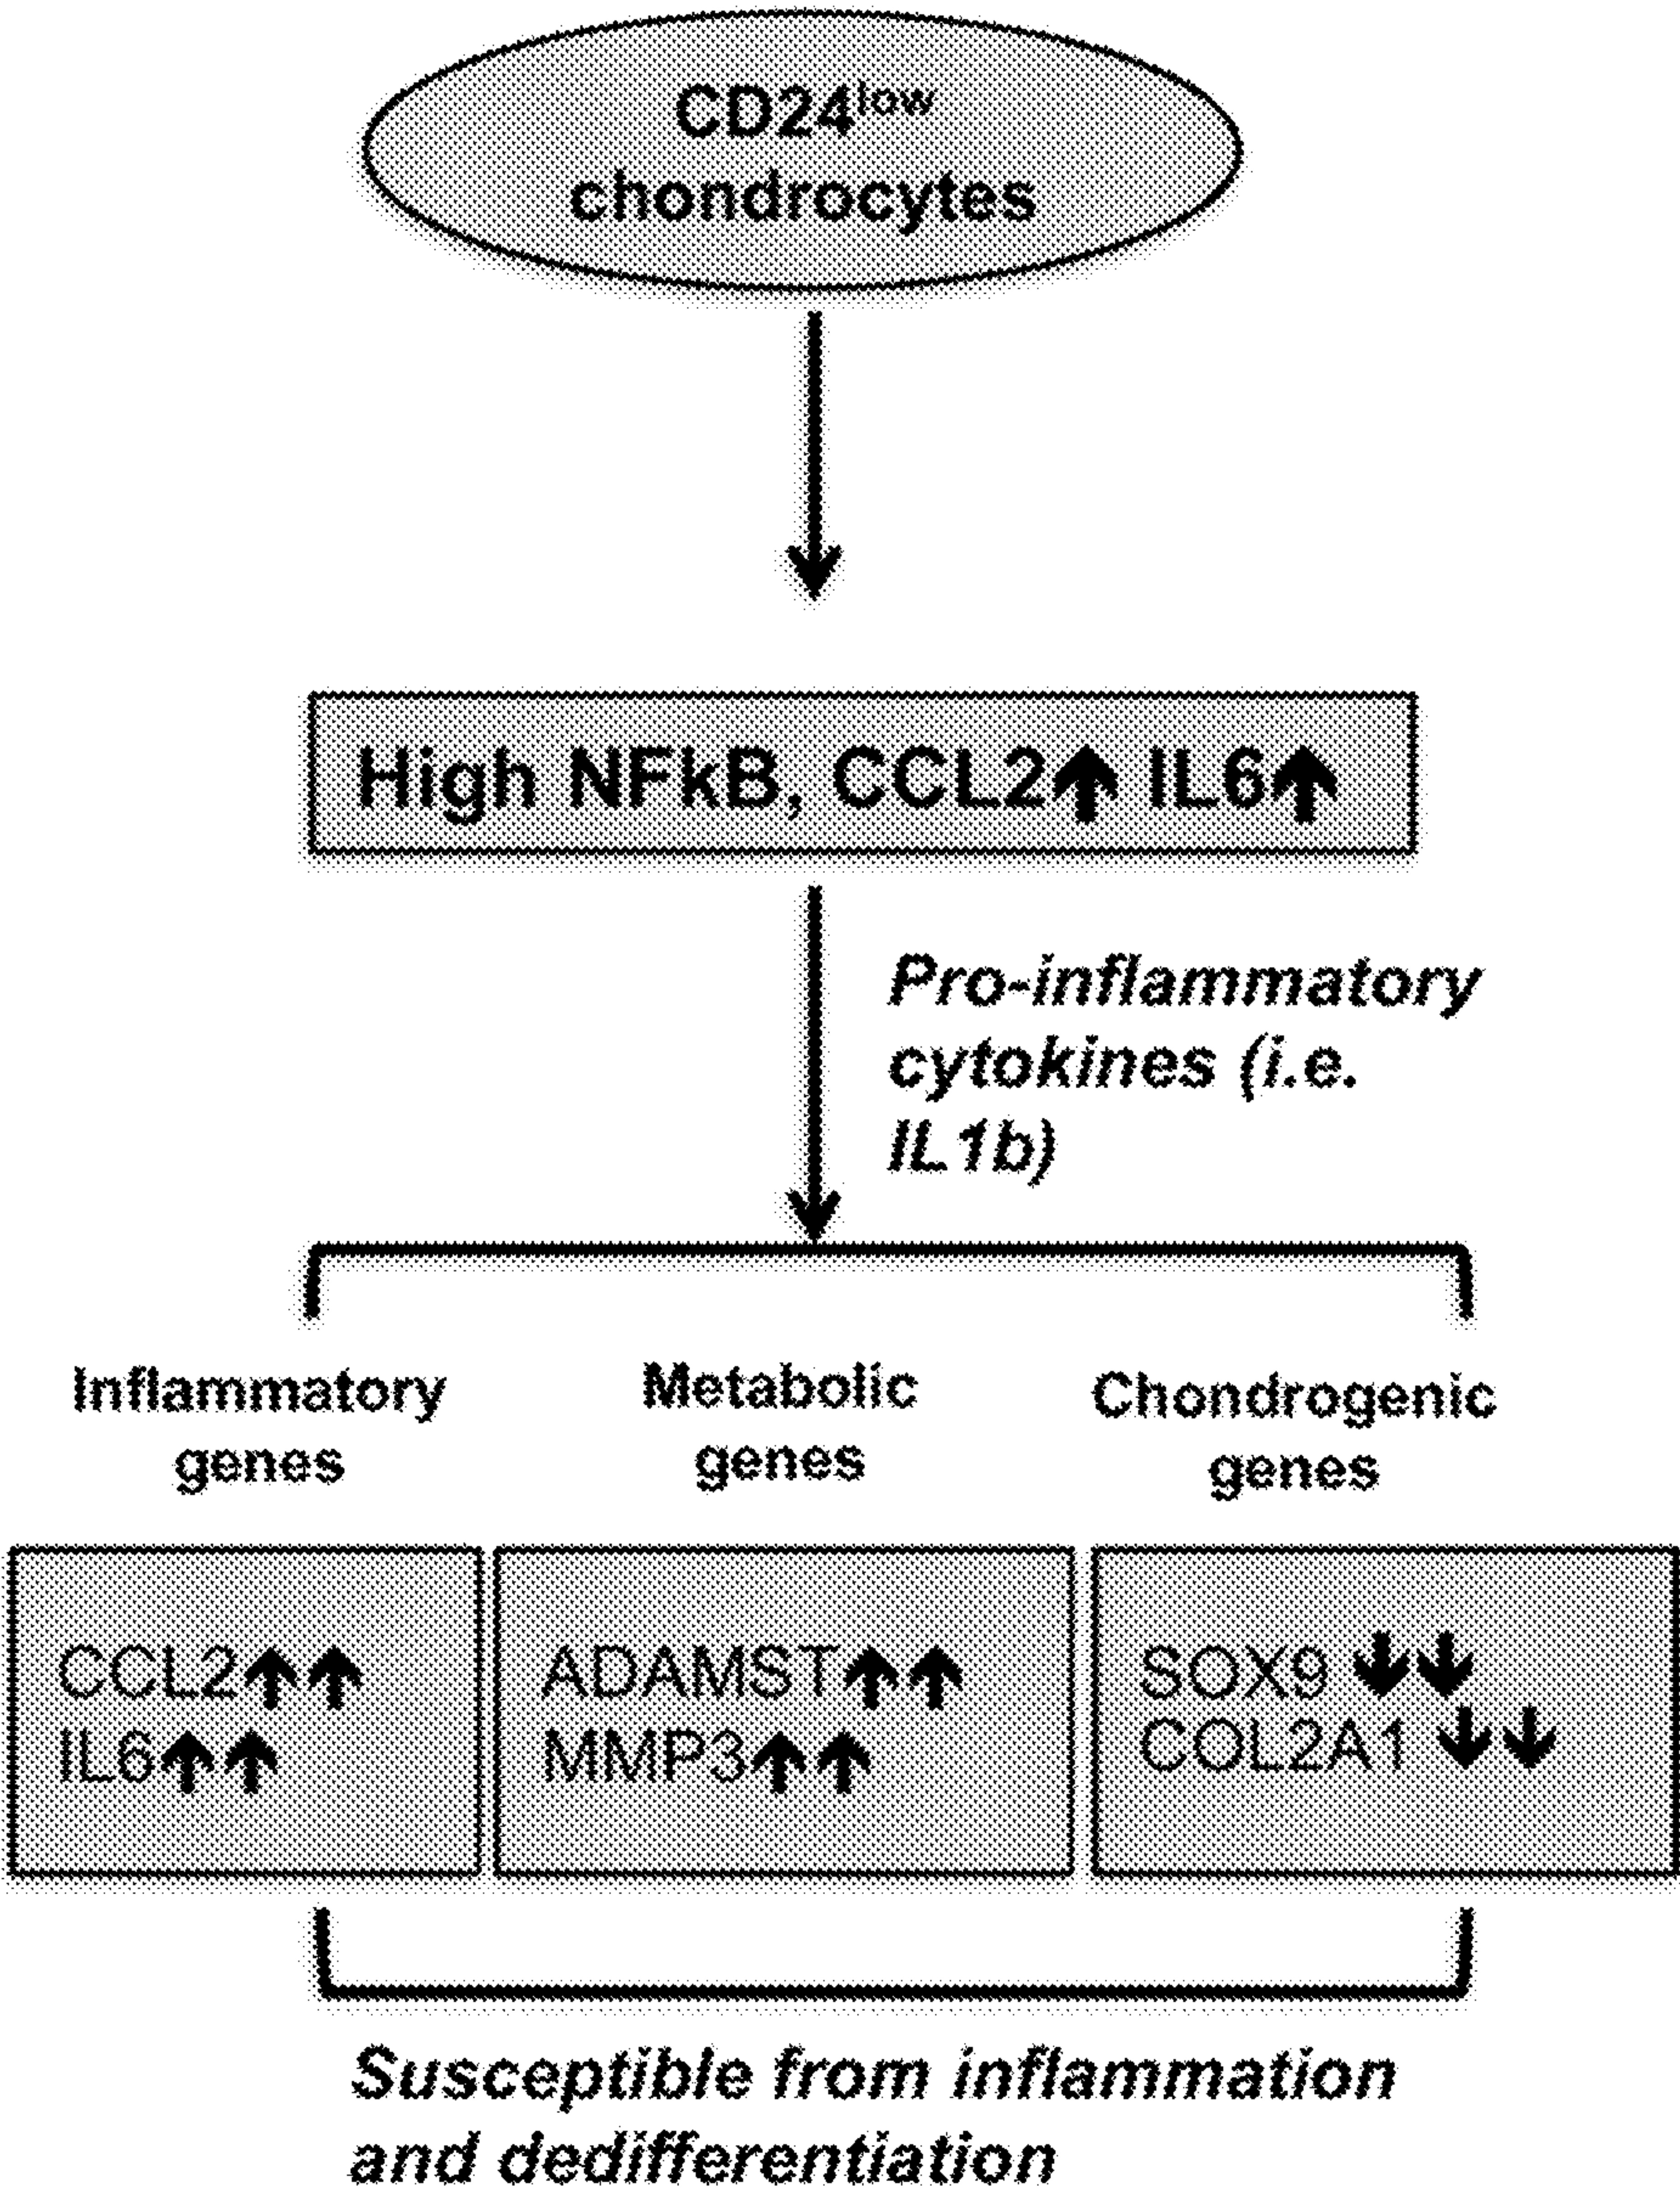 CD24low
chondrocytes
High NFkB, CCL2↑ IL6↑
Pro-inflammatory
cytokines (i.e.
IL1b)
Inflammatory
genes
Metabolic
genes
Chondrogenic
genes
CCL2↑↑
IL6↑↑
ADAMST↑↑
MMP3↑↑
SOX9 ↓↓
COL2A1 ↓↓
Susceptible from inflammation
and dedifferentiation